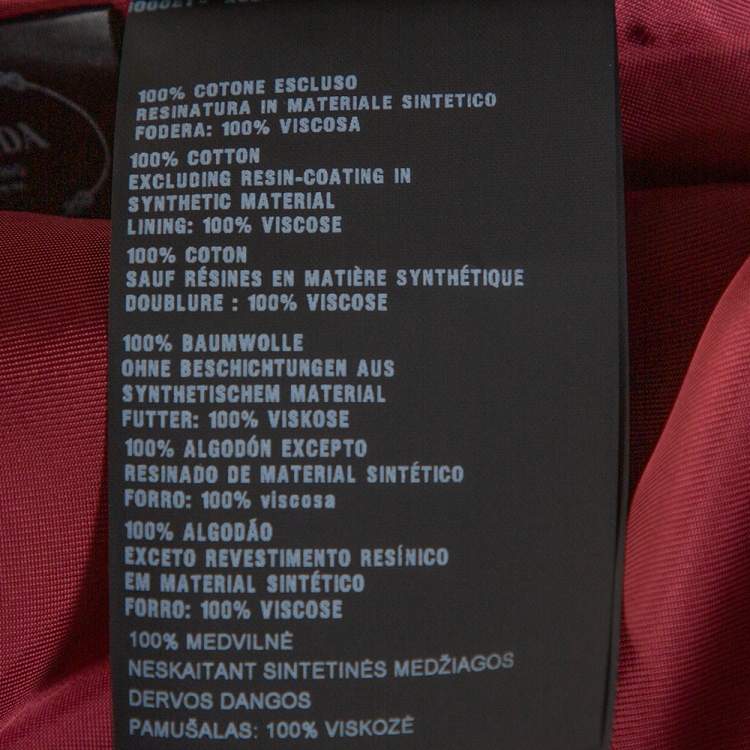 DA
100% COTONE ESCLUSO
RESINATURA IN MATERIALE SINTETICO
FODERA: 100% VISCOSA
100% COTTON
EXCLUDING RESIN-COATING IN
SYNTHETIC MATERIAL
LINING: 100% VISCOSE
100% COTON
SAUF RÉSINES EN MATIÈRE SYNTHÉTIQUE
DOUBLURE : 100% VISCOSE
100% BAUMWOLLE
OHNE BESCHICHTUNGEN AUS
SYNTHETISCHEM MATERIAL
FUTTER: 100% VISKOSE
100% ALGODÓN EXCEPTO
RESINADO DE MATERIAL SINTÉTICO
FORRO: 100% viscosa
100% ALGODÃO
EXCETO REVESTIMENTO RESÍNICO
EM MATERIAL SINTÉTICO
FORRO: 100% VISCOSE
100% MEDVILNĖ
NESKAITANT SINTETINĖS MEDŽIAGOS
DERVOS DANGOS
PAMUŠALAS: 100% VISKOZĖ